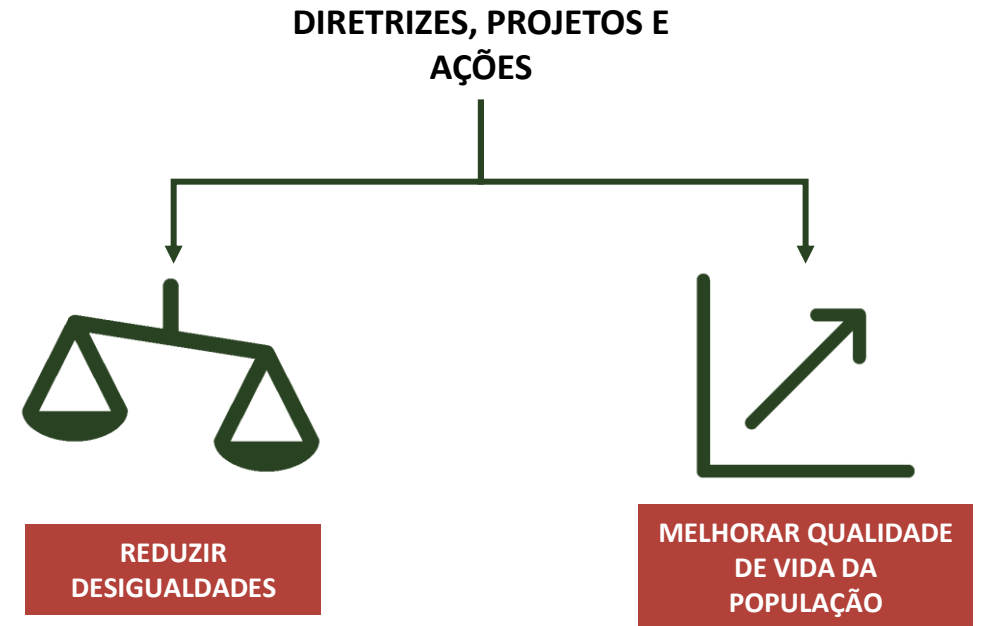 DIRETRIZES, PROJETOS E
AÇÕES
REDUZIR
DESIGUALDADES
MELHORAR QUALIDADE
DE VIDA DA
POPULAÇÃO